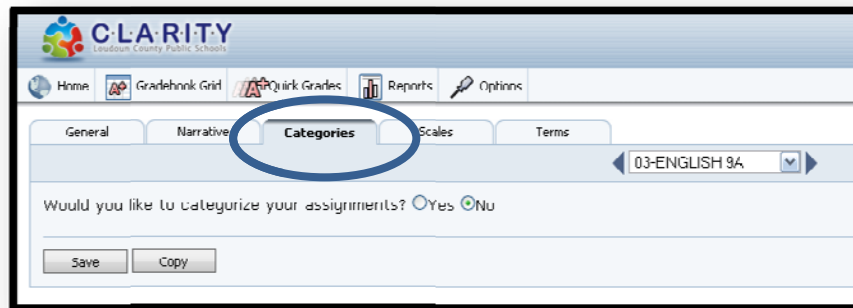 C·L·A·R·I·T·Y
Loudoun County Public Schools
Home Gradebook Grid Quick Grades Reports Options
General Narrative Categories Scales Terms
03-ENGLISH 9A
Would you like to categorize your assignments? Yes No
Save Copy